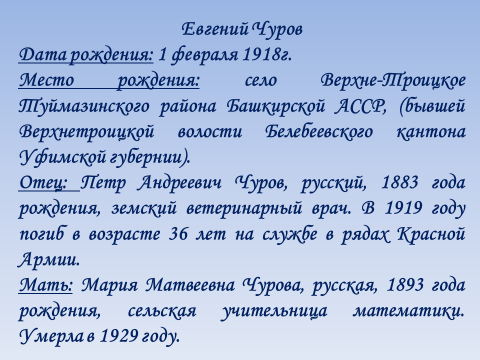 Евгений Чуров
Дата рождения: 1 февраля 1918г.
Место рождения: село Верхне-Троицкое
Туймазинского района Башкирской АССР, (бывшей
Верхнетроицкой волости Белебеевского кантона
Уфимской губернии).
Отец: Петр Андреевич Чуров, русский, 1883 года
рождения, земский ветеринарный врач. В 1919 году
погиб в возрасте 36 лет на службе в рядах Красной
Армии.
Мать: Мария Матвеевна Чурова, русская, 1893 года
рождения, сельская учительница математики.
Умерла в 1929 году.